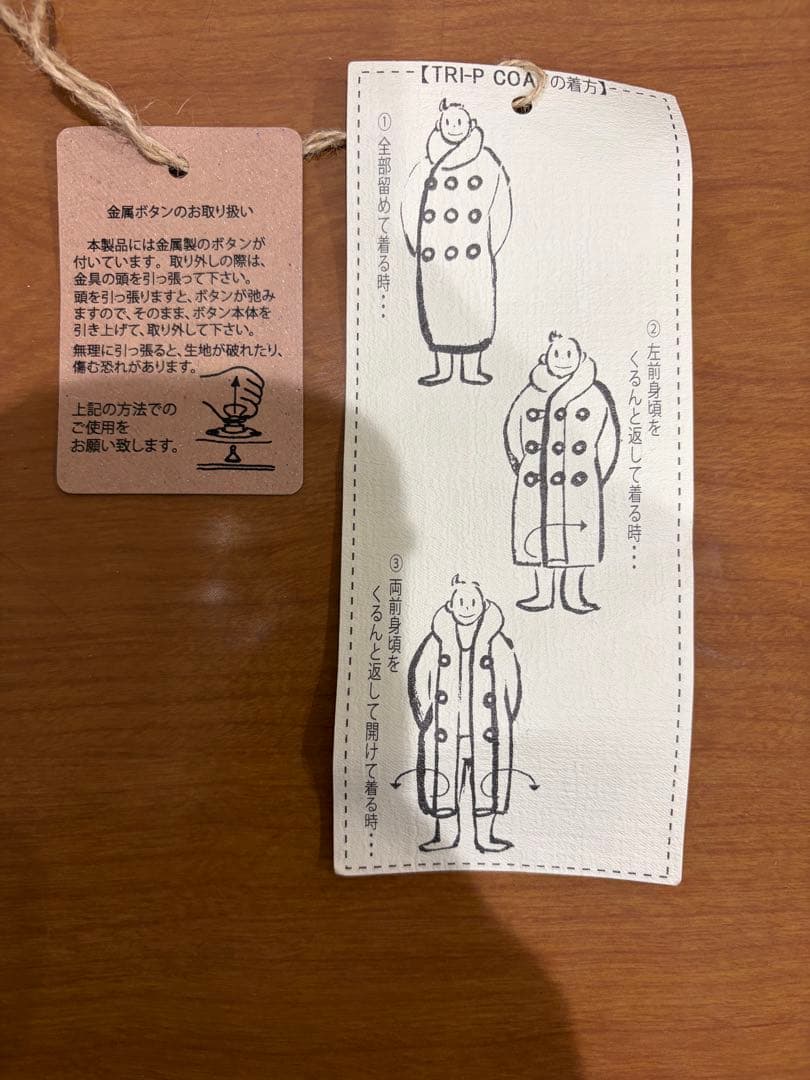 金属ボタンのお取り扱い
本製品には金属製のボタンが
付いています。取り外しの際は、
金具の頭を引っ張って下さい。
頭を引っ張りますと、ボタンが弛み
ますので、そのまま、ボタン本体を
引き上げて、取り外して下さい。
無理に引っ張ると、生地が破れたり、
傷む恐れがあります。
上記の方法での
ご使用を
お願い致します。
【TRI-P COA の着方】
① 全部留めて着る時・・・
② 左前身頃を
くるんと返して着る時・・・
③ 両前身頃を
くるんと返して開けて着る時・・・